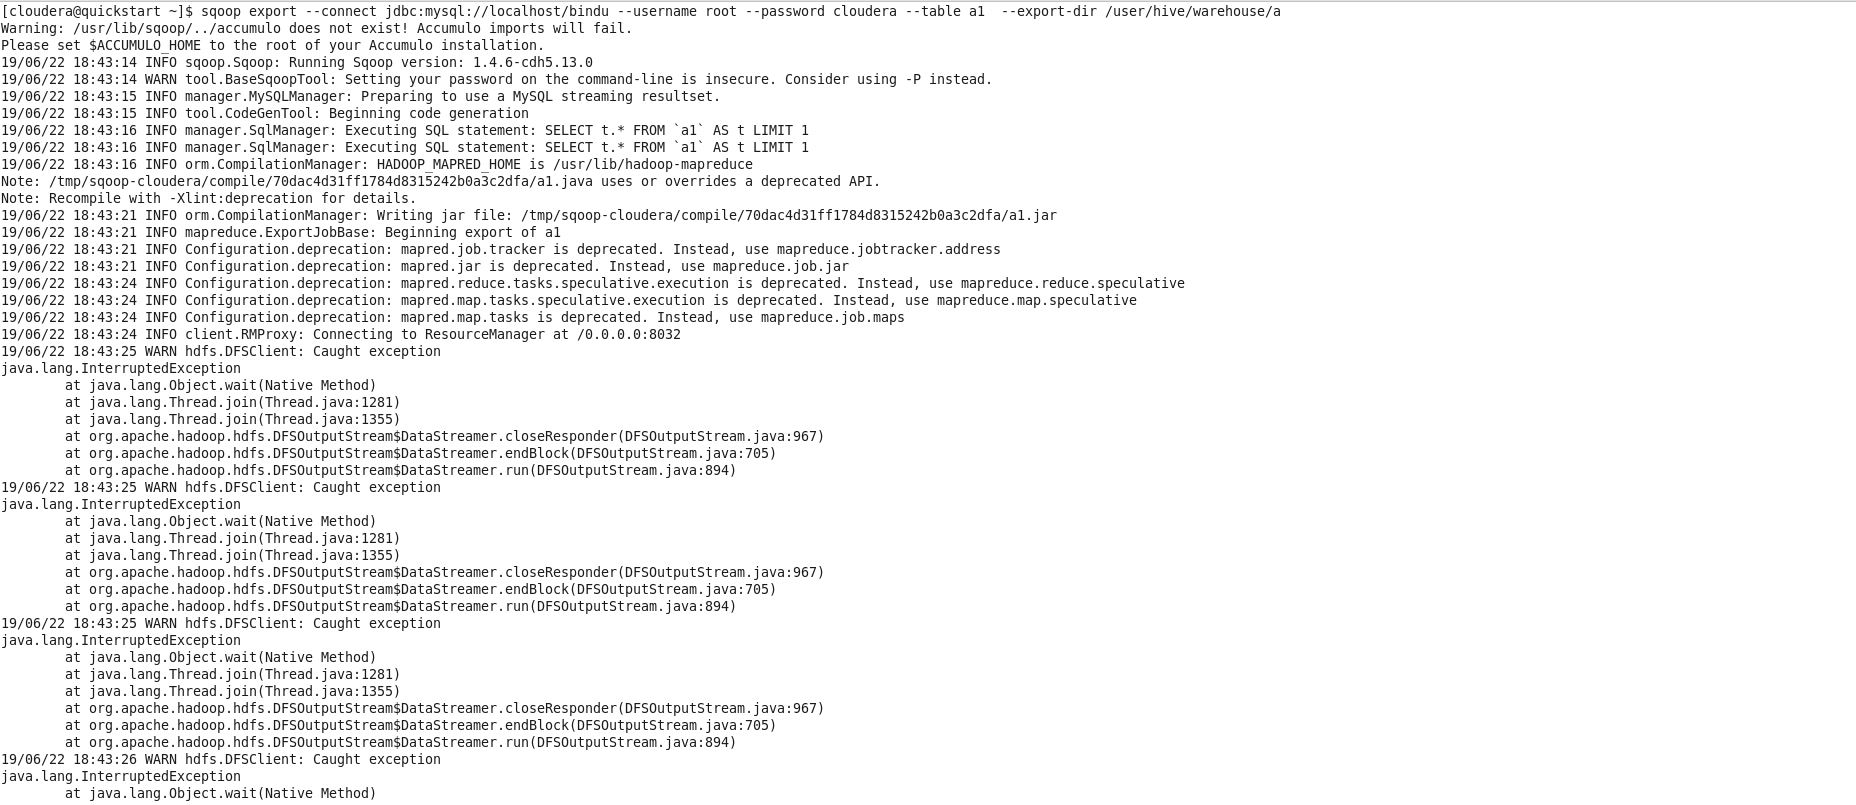 [cloudera@quickstart ~]$ sqoop export --connect jdbc:mysql://localhost/bindu --username root --password cloudera --table a1  --export-dir /user/hive/warehouse/a
Warning: /usr/lib/sqoop/../accumulo does not exist! Accumulo imports will fail.
Please set $ACCUMULO_HOME to the root of your Accumulo installation.
19/06/22 18:43:14 INFO sqoop.Sqoop: Running Sqoop version: 1.4.6-cdh5.13.0
19/06/22 18:43:14 WARN tool.BaseSqoopTool: Setting your password on the command-line is insecure. Consider using -P instead.
19/06/22 18:43:15 INFO manager.MySQLManager: Preparing to use a MySQL streaming resultset.
19/06/22 18:43:15 INFO tool.CodeGenTool: Beginning code generation
19/06/22 18:43:16 INFO manager.SqlManager: Executing SQL statement: SELECT t.* FROM `a1` AS t LIMIT 1
19/06/22 18:43:16 INFO manager.SqlManager: Executing SQL statement: SELECT t.* FROM `a1` AS t LIMIT 1
19/06/22 18:43:16 INFO orm.CompilationManager: HADOOP_MAPRED_HOME is /usr/lib/hadoop-mapreduce
Note: /tmp/sqoop-cloudera/compile/70dac4d31ff1784d8315242b0a3c2dfa/a1.java uses or overrides a deprecated API.
Note: Recompile with -Xlint:deprecation for details.
19/06/22 18:43:21 INFO orm.CompilationManager: Writing jar file: /tmp/sqoop-cloudera/compile/70dac4d31ff1784d8315242b0a3c2dfa/a1.jar
19/06/22 18:43:21 INFO mapreduce.ExportJobBase: Beginning export of a1
19/06/22 18:43:21 INFO Configuration.deprecation: mapred.job.tracker is deprecated. Instead, use mapreduce.jobtracker.address
19/06/22 18:43:21 INFO Configuration.deprecation: mapred.jar is deprecated. Instead, use mapreduce.job.jar
19/06/22 18:43:24 INFO Configuration.deprecation: mapred.reduce.tasks.speculative.execution is deprecated. Instead, use mapreduce.reduce.speculative
19/06/22 18:43:24 INFO Configuration.deprecation: mapred.map.tasks.speculative.execution is deprecated. Instead, use mapreduce.map.speculative
19/06/22 18:43:24 INFO Configuration.deprecation: mapred.map.tasks is deprecated. Instead, use mapreduce.job.maps
19/06/22 18:43:24 INFO client.RMProxy: Connecting to ResourceManager at /0.0.0.0:8032
19/06/22 18:43:25 WARN hdfs.DFSClient: Caught exception
java.lang.InterruptedException
        at java.lang.Object.wait(Native Method)
        at java.lang.Thread.join(Thread.java:1281)
        at java.lang.Thread.join(Thread.java:1355)
        at org.apache.hadoop.hdfs.DFSOutputStream$DataStreamer.closeResponder(DFSOutputStream.java:967)
        at org.apache.hadoop.hdfs.DFSOutputStream$DataStreamer.endBlock(DFSOutputStream.java:705)
        at org.apache.hadoop.hdfs.DFSOutputStream$DataStreamer.run(DFSOutputStream.java:894)
19/06/22 18:43:25 WARN hdfs.DFSClient: Caught exception
java.lang.InterruptedException
        at java.lang.Object.wait(Native Method)
        at java.lang.Thread.join(Thread.java:1281)
        at java.lang.Thread.join(Thread.java:1355)
        at org.apache.hadoop.hdfs.DFSOutputStream$DataStreamer.closeResponder(DFSOutputStream.java:967)
        at org.apache.hadoop.hdfs.DFSOutputStream$DataStreamer.endBlock(DFSOutputStream.java:705)
        at org.apache.hadoop.hdfs.DFSOutputStream$DataStreamer.run(DFSOutputStream.java:894)
19/06/22 18:43:25 WARN hdfs.DFSClient: Caught exception
java.lang.InterruptedException
        at java.lang.Object.wait(Native Method)
        at java.lang.Thread.join(Thread.java:1281)
        at java.lang.Thread.join(Thread.java:1355)
        at org.apache.hadoop.hdfs.DFSOutputStream$DataStreamer.closeResponder(DFSOutputStream.java:967)
        at org.apache.hadoop.hdfs.DFSOutputStream$DataStreamer.endBlock(DFSOutputStream.java:705)
        at org.apache.hadoop.hdfs.DFSOutputStream$DataStreamer.run(DFSOutputStream.java:894)
19/06/22 18:43:26 WARN hdfs.DFSClient: Caught exception
java.lang.InterruptedException
        at java.lang.Object.wait(Native Method)